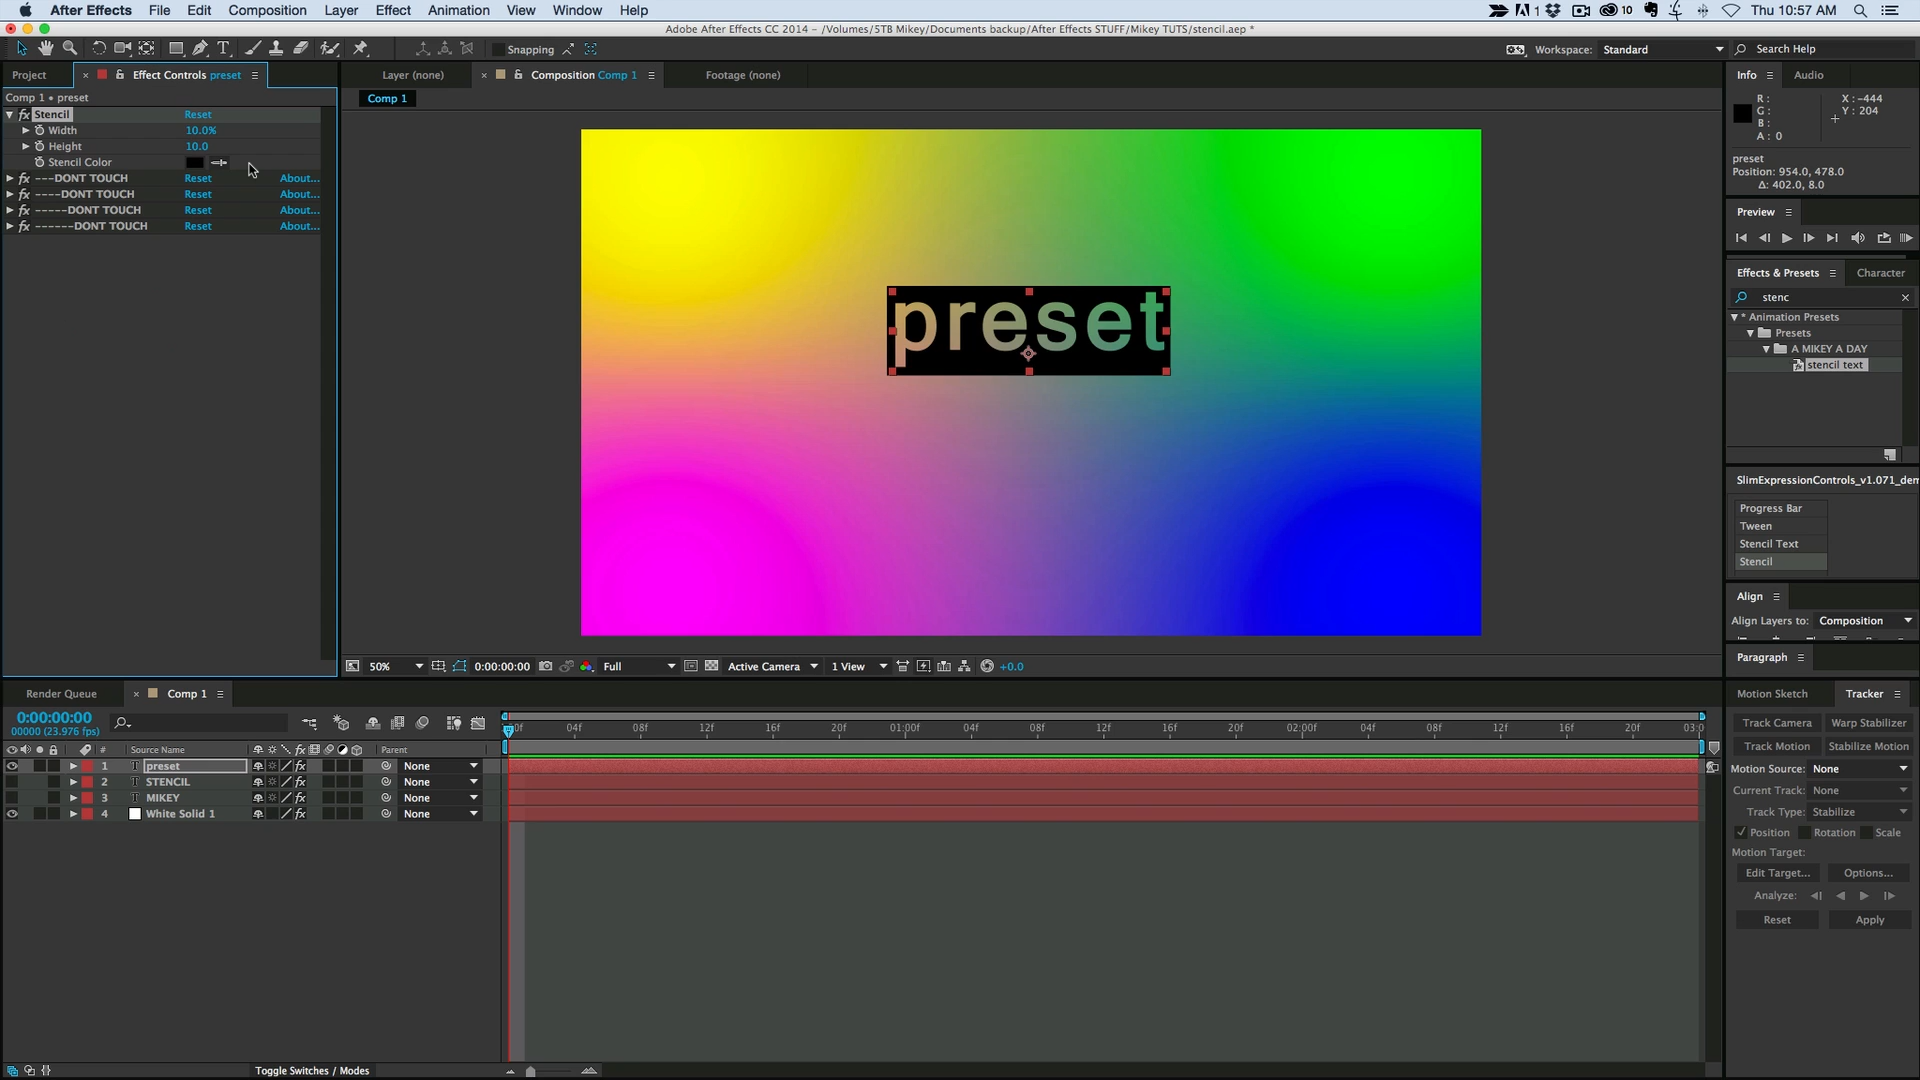 After Effects File Edit Composition Layer Effect Animation View Window Help 1 10 Thu 10:57 AM
Adobe After Effects CC 2014 - /Volumes/5TB Mikey/Documents backup/After Effects STUFF/Mikey TUTS/stencil.aep *
Snapping Workspace: Standard Search Help
Project Effect Controls preset Layer (none) Composition Comp 1 Footage (none) Info Audio
Comp 1 • preset
Comp 1
Stencil Reset
Width 10.0%
Height 10.0
Stencil Color
---DONT TOUCH Reset About...
----DONT TOUCH Reset About...
-----DONT TOUCH Reset About...
------DONT TOUCH Reset About...
preset
R : X : -444
G : Y : 204
B :
A : 0
preset
Position: 954.0, 478.0
Δ: 402.0, 8.0
Preview
Effects & Presets Character
stenc
* Animation Presets
Presets
A MIKEY A DAY
stencil text
SlimExpressionControls_v1.071_dem
Progress Bar
Tween
Stencil Text
Stencil
Align
Align Layers to: Composition
Paragraph
50% 0:00:00:00 Full Active Camera 1 View +0.0
Render Queue Comp 1
0:00:00:00
00000 (23.976 fps)
# Source Name Parent
1 T preset None
2 T STENCIL None
3 T MIKEY None
4 White Solid 1 None
04f 08f 12f 16f 20f 01:00f 04f 08f 12f 16f 20f 02:00f 04f 08f 12f 16f 20f 03:0
Toggle Switches / Modes
Motion Sketch Tracker
Track Camera Warp Stabilizer
Track Motion Stabilize Motion
Motion Source: None
Current Track: None
Track Type: Stabilize
Position Rotation Scale
Motion Target:
Edit Target... Options...
Analyze:
Reset Apply